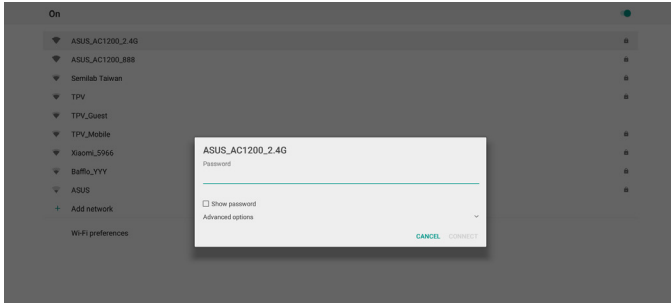 On
ASUS_AC1200_2.4G
ASUS_AC1200_888
Semilab Taiwan
TPV
TPV_Guest
TPV_Mobile
Xiaomi_5966
Bafflo_YYY
ASUS
+ Add network
Wi-Fi preferences
ASUS_AC1200_2.4G
Password
Show password
Advanced options
CANCEL CONNECT